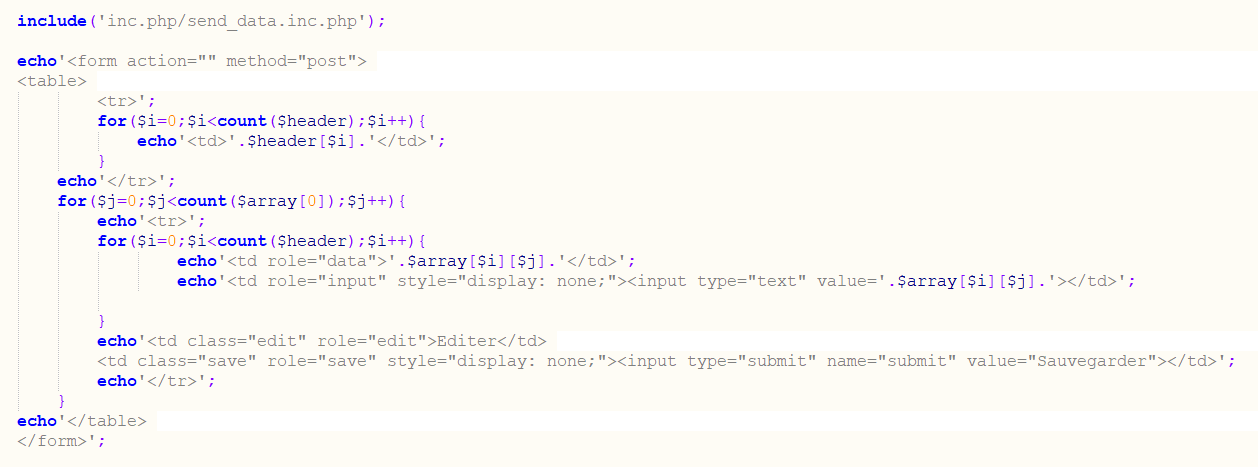 include('inc.php/send_data.inc.php');
echo'<form action="" method="post">
<table>
<tr>';
for($i=0;$i<count($header);$i++){
echo'<td>'.$header[$i].'</td>';
}
echo'</tr>';
for($j=0;$j<count($array[0]);$j++){
echo'<tr>';
for($i=0;$i<count($header);$i++){
echo'<td role="data">'.$array[$i][$j].'</td>';
echo'<td role="input" style="display: none;"><input type="text" value='.$array[$i][$j].'></td>';
}
echo'<td class="edit" role="edit">Editer</td>
<td class="save" role="save" style="display: none;"><input type="submit" name="submit" value="Sauvegarder"></td>';
echo'</tr>';
}
echo'</table>
</form>';